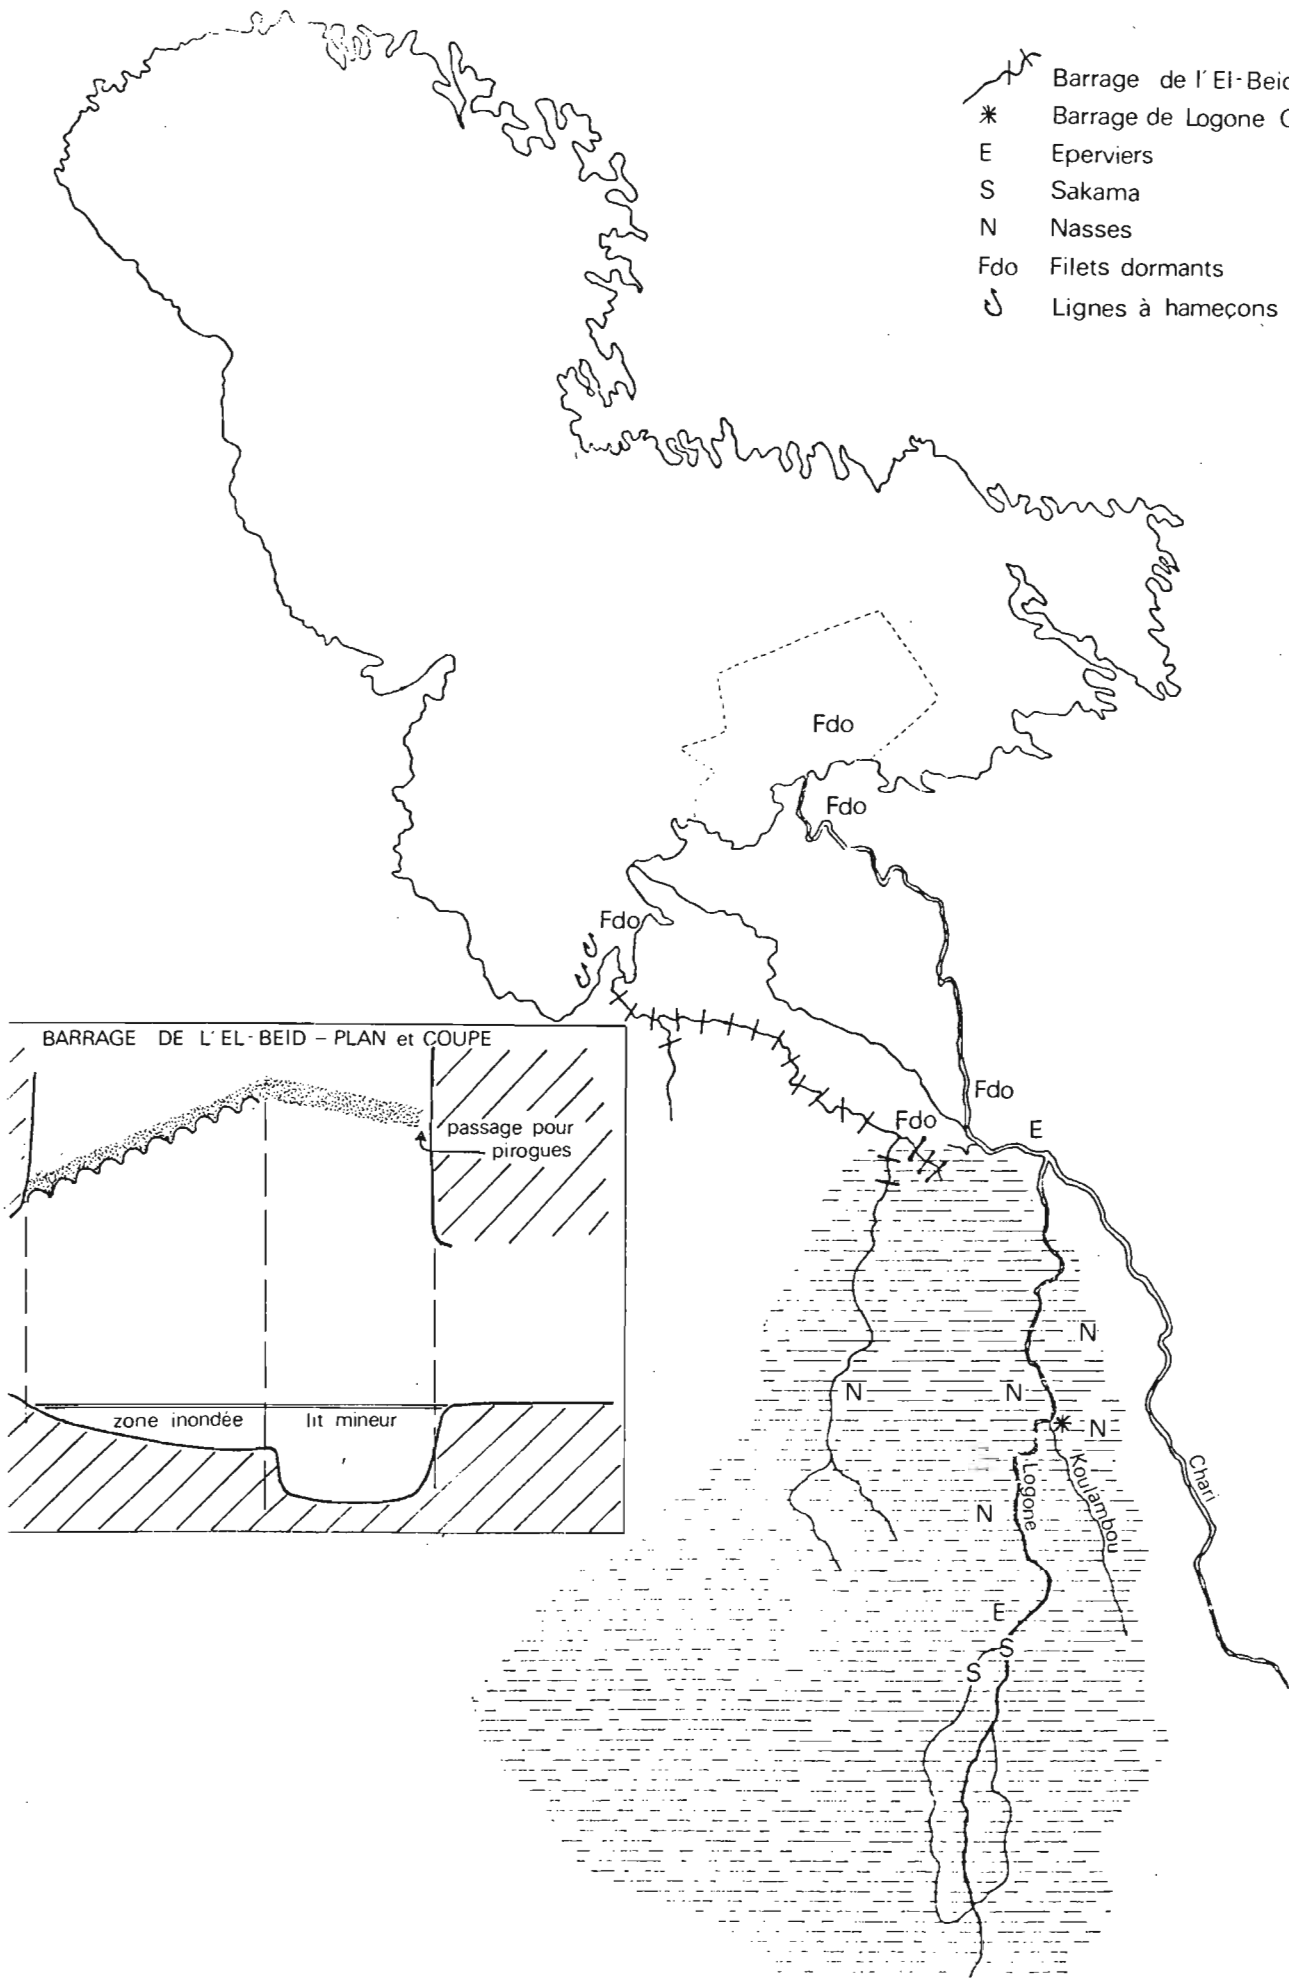 Barrage de l'El-Beid
✳ Barrage de Logone
E Eperviers
S Sakama
N Nasses
Fdo Filets dormants
Lignes à hameçons
Fdo
Fdo
Fdo
BARRAGE DE L'EL-BEID – PLAN et COUPE
passage pour
pirogues
zone inondée
lit mineur
Fdo
Fdo
E
N
N
N
N
N
Logone
Koulambou
Chari
E
S
S